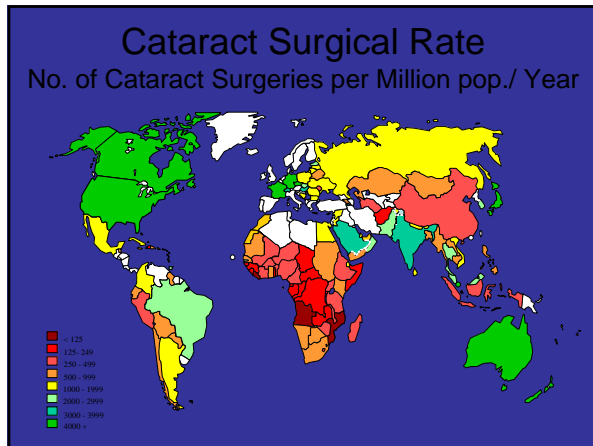 Cataract Surgical Rate
No. of Cataract Surgeries per Million pop./ Year
< 125
125- 249
250 - 499
500 - 999
1000 - 1999
2000 - 2999
3000 - 3999
4000 +